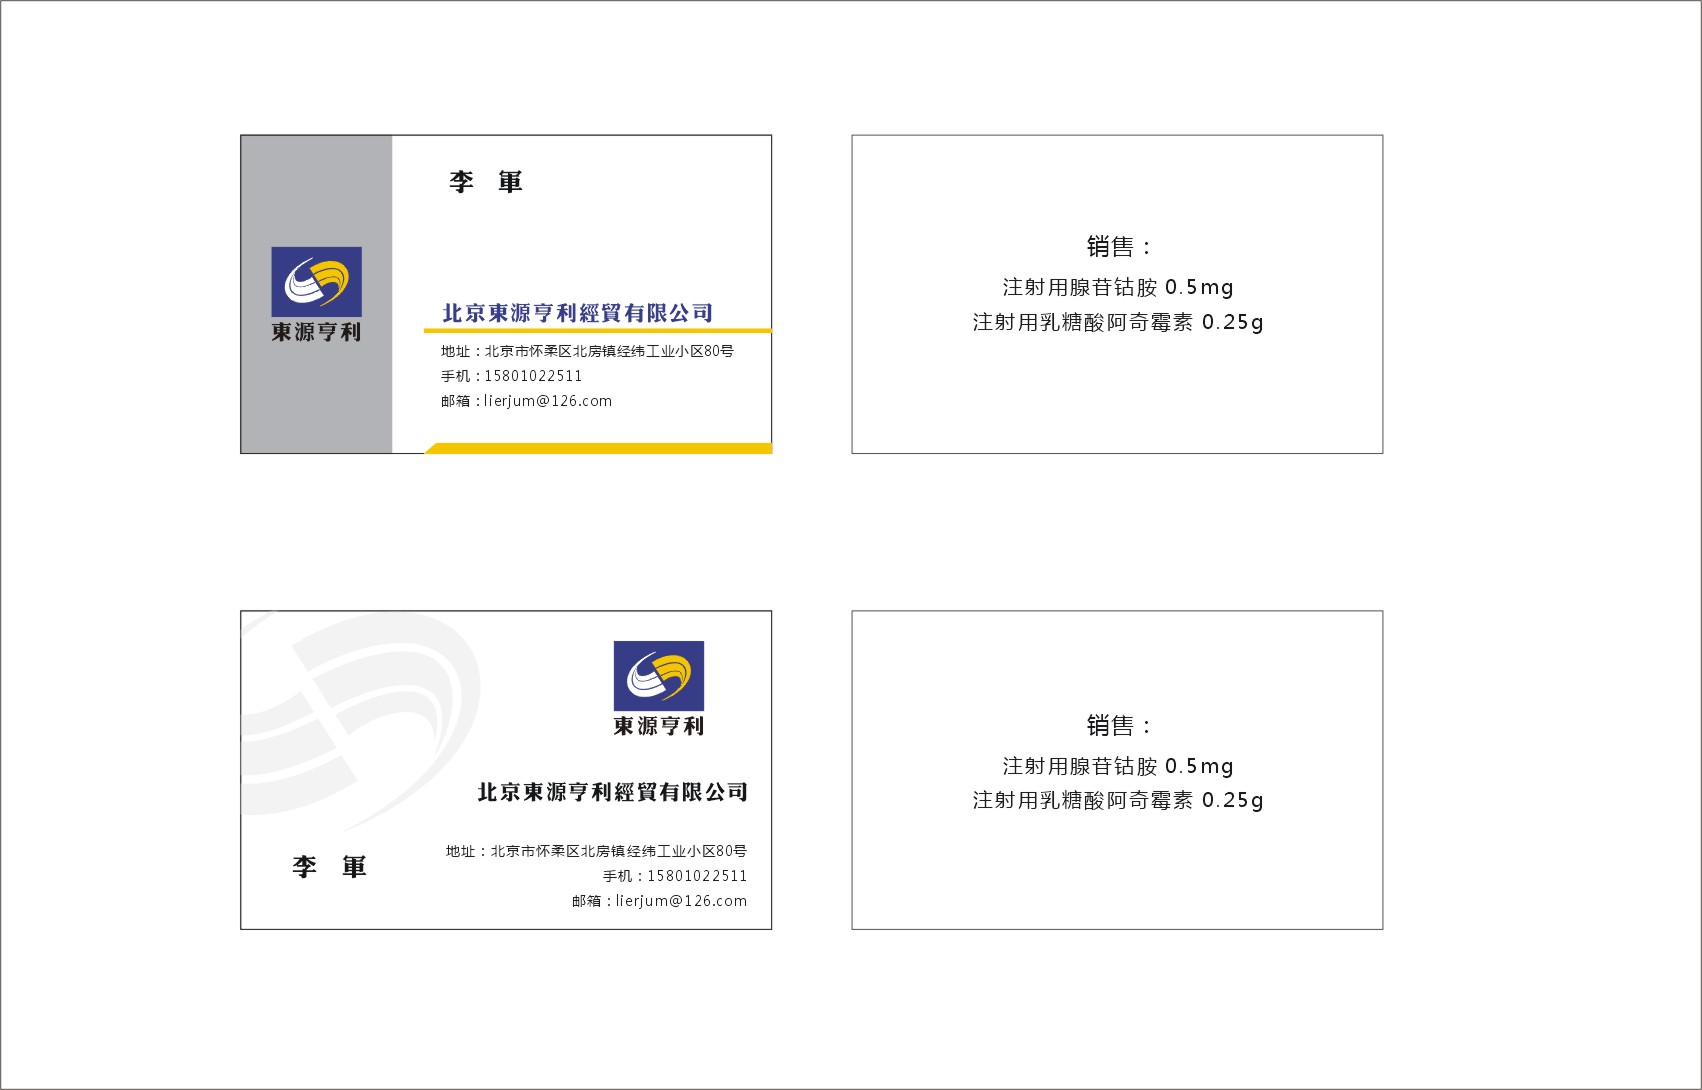 李 軍
東源亨利
北京東源亨利經貿有限公司
地址：北京市怀柔区北房镇经纬工业小区80号
手机：15801022511
邮箱：lierjum@126.com
销售：
注射用腺苷钴胺 0.5mg
注射用乳糖酸阿奇霉素 0.25g
東源亨利
北京東源亨利經貿有限公司
李 軍
地址：北京市怀柔区北房镇经纬工业小区80号
手机：15801022511
邮箱：lierjum@126.com
销售：
注射用腺苷钴胺 0.5mg
注射用乳糖酸阿奇霉素 0.25g